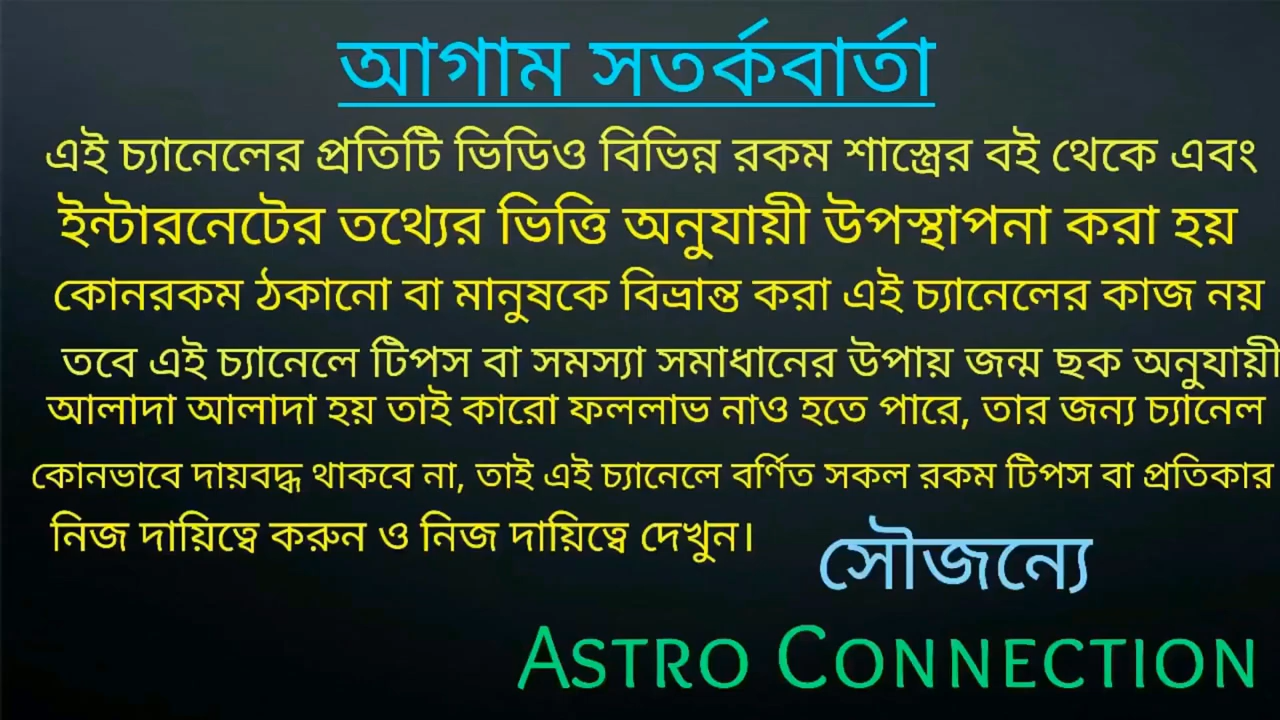 আগাম সতর্কবার্তা
এই চ্যানেলের প্রতিটি ভিডিও বিভিন্ন রকম শাস্ত্রের বই থেকে এবং
ইন্টারনেটের তথ্যের ভিত্তি অনুযায়ী উপস্থাপনা করা হয়
কোনরকম ঠকানো বা মানুষকে বিভ্রান্ত করা এই চ্যানেলের কাজ নয়
তবে এই চ্যানেলে টিপস বা সমস্যা সমাধানের উপায় জন্ম ছক অনুযায়ী
আলাদা আলাদা হয় তাই কারো ফললাভ নাও হতে পারে, তার জন্য চ্যানেল
কোনভাবে দায়বদ্ধ থাকবে না, তাই এই চ্যানেলে বর্ণিত সকল রকম টিপস বা প্রতিকার
নিজ দায়িত্বে করুন ও নিজ দায়িত্বে দেখুন।
সৌজন্যে
ASTRO CONNECTION